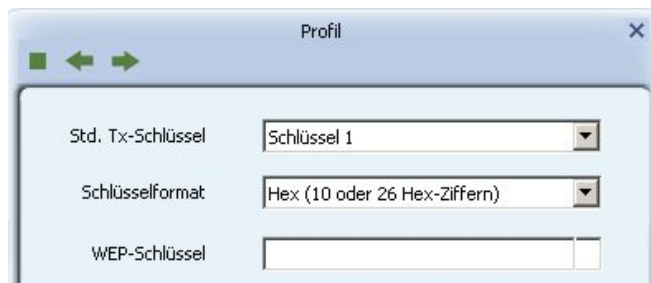 Profil
Std. Tx-Schlüssel Schlüssel 1
Schlüsselformat Hex (10 oder 26 Hex-Ziffern)
WEP-Schlüssel